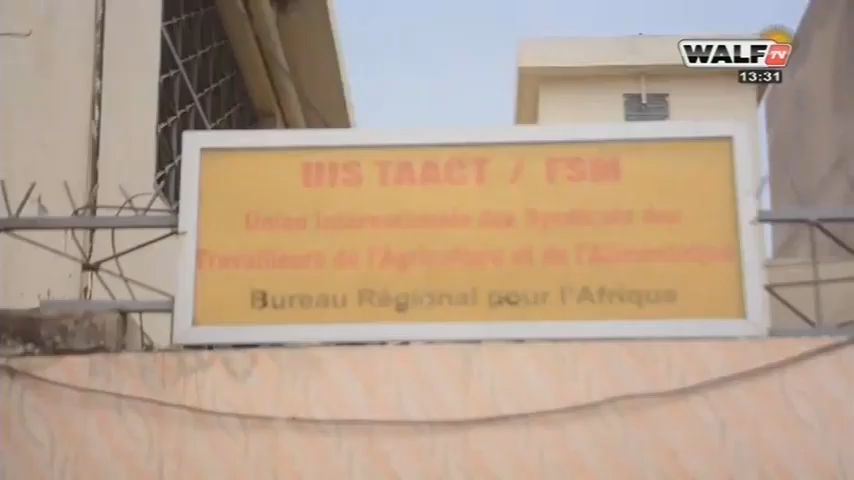 WALF TV
13:31
UIS TAACT / FSM
Union Internationale des Syndicats des
Travailleurs de l'Agriculture et de l'Alimentation
Bureau Régional pour l'Afrique